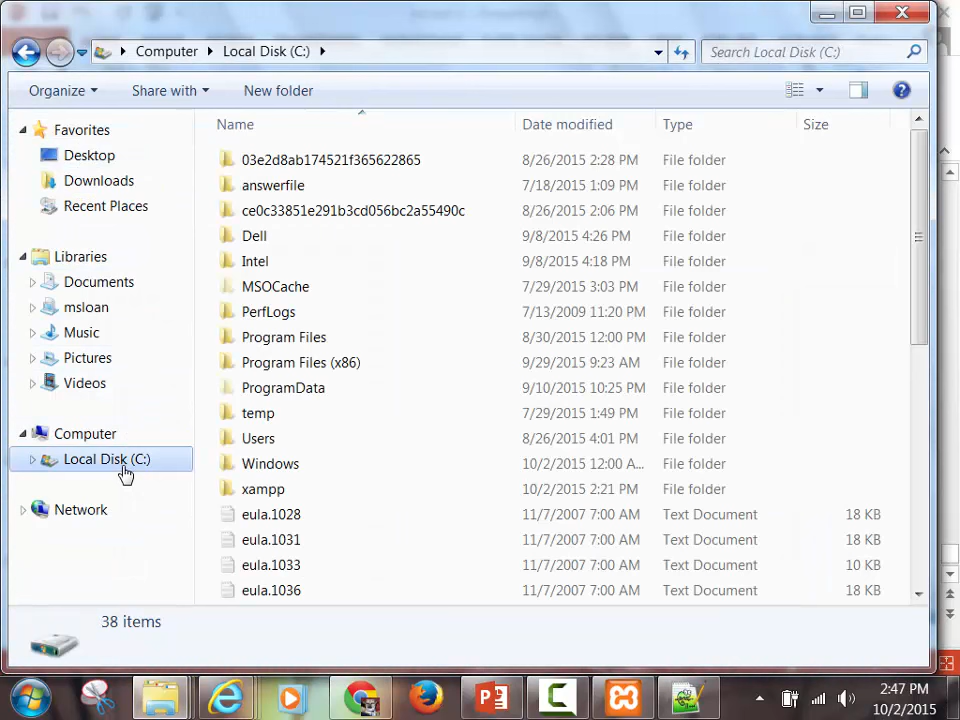 Computer Local Disk (C:) Search Local Disk (C:)
Organize Share with New folder
Name Date modified Type Size
Favorites
Desktop
Downloads
Recent Places
Libraries
Documents
msloan
Music
Pictures
Videos
Computer
Local Disk (C:)
Network
03e2d8ab174521f365622865 8/26/2015 2:28 PM File folder
answerfile 7/18/2015 1:09 PM File folder
ce0c33851e291b3cd056bc2a55490c 8/26/2015 2:06 PM File folder
Dell 9/8/2015 4:26 PM File folder
Intel 9/8/2015 4:18 PM File folder
MSOCache 7/29/2015 3:03 PM File folder
PerfLogs 7/13/2009 11:20 PM File folder
Program Files 8/30/2015 12:00 PM File folder
Program Files (x86) 9/29/2015 9:23 AM File folder
ProgramData 9/10/2015 10:25 PM File folder
temp 7/29/2015 1:49 PM File folder
Users 8/26/2015 4:01 PM File folder
Windows 10/2/2015 12:00 A... File folder
xampp 10/2/2015 2:21 PM File folder
eula.1028 11/7/2007 7:00 AM Text Document 18 KB
eula.1031 11/7/2007 7:00 AM Text Document 18 KB
eula.1033 11/7/2007 7:00 AM Text Document 10 KB
eula.1036 11/7/2007 7:00 AM Text Document 18 KB
38 items
2:47 PM
10/2/2015